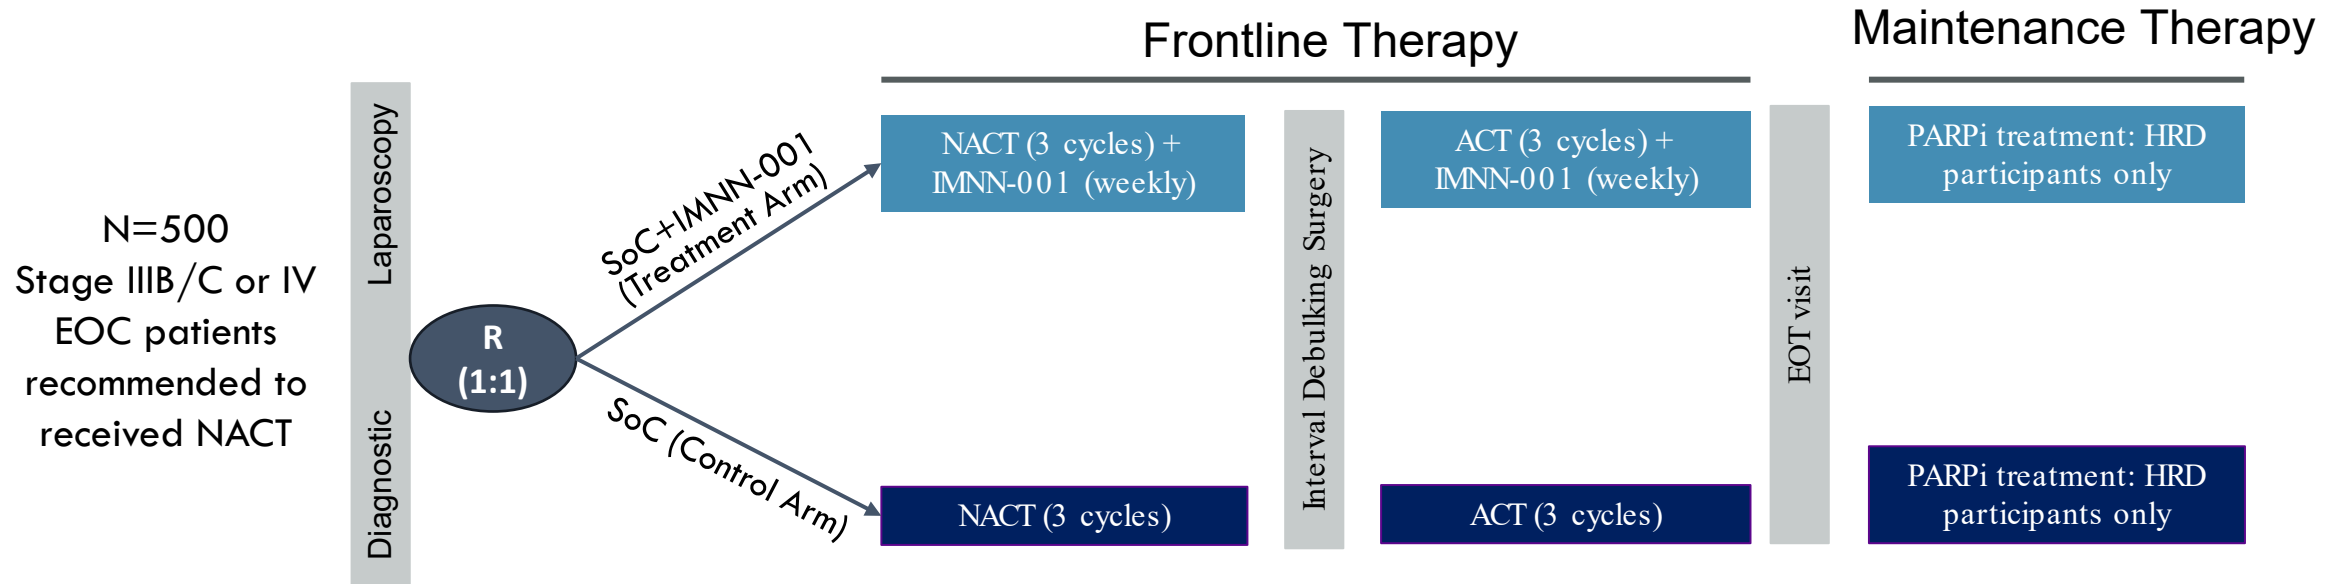 Frontline Therapy
Maintenance Therapy
N=500
Stage IIIB/C or IV
EOC patients
recommended to
received NACT
Diagnostic Laparoscopy
R
(1:1)
SoC+IMNN-001
(Treatment Arm)
SoC (Control Arm)
NACT (3 cycles) +
IMNN-001 (weekly)
NACT (3 cycles)
Interval Debulking Surgery
ACT (3 cycles) +
IMNN-001 (weekly)
ACT (3 cycles)
EOT visit
PARPi treatment: HRD
participants only
PARPi treatment: HRD
participants only